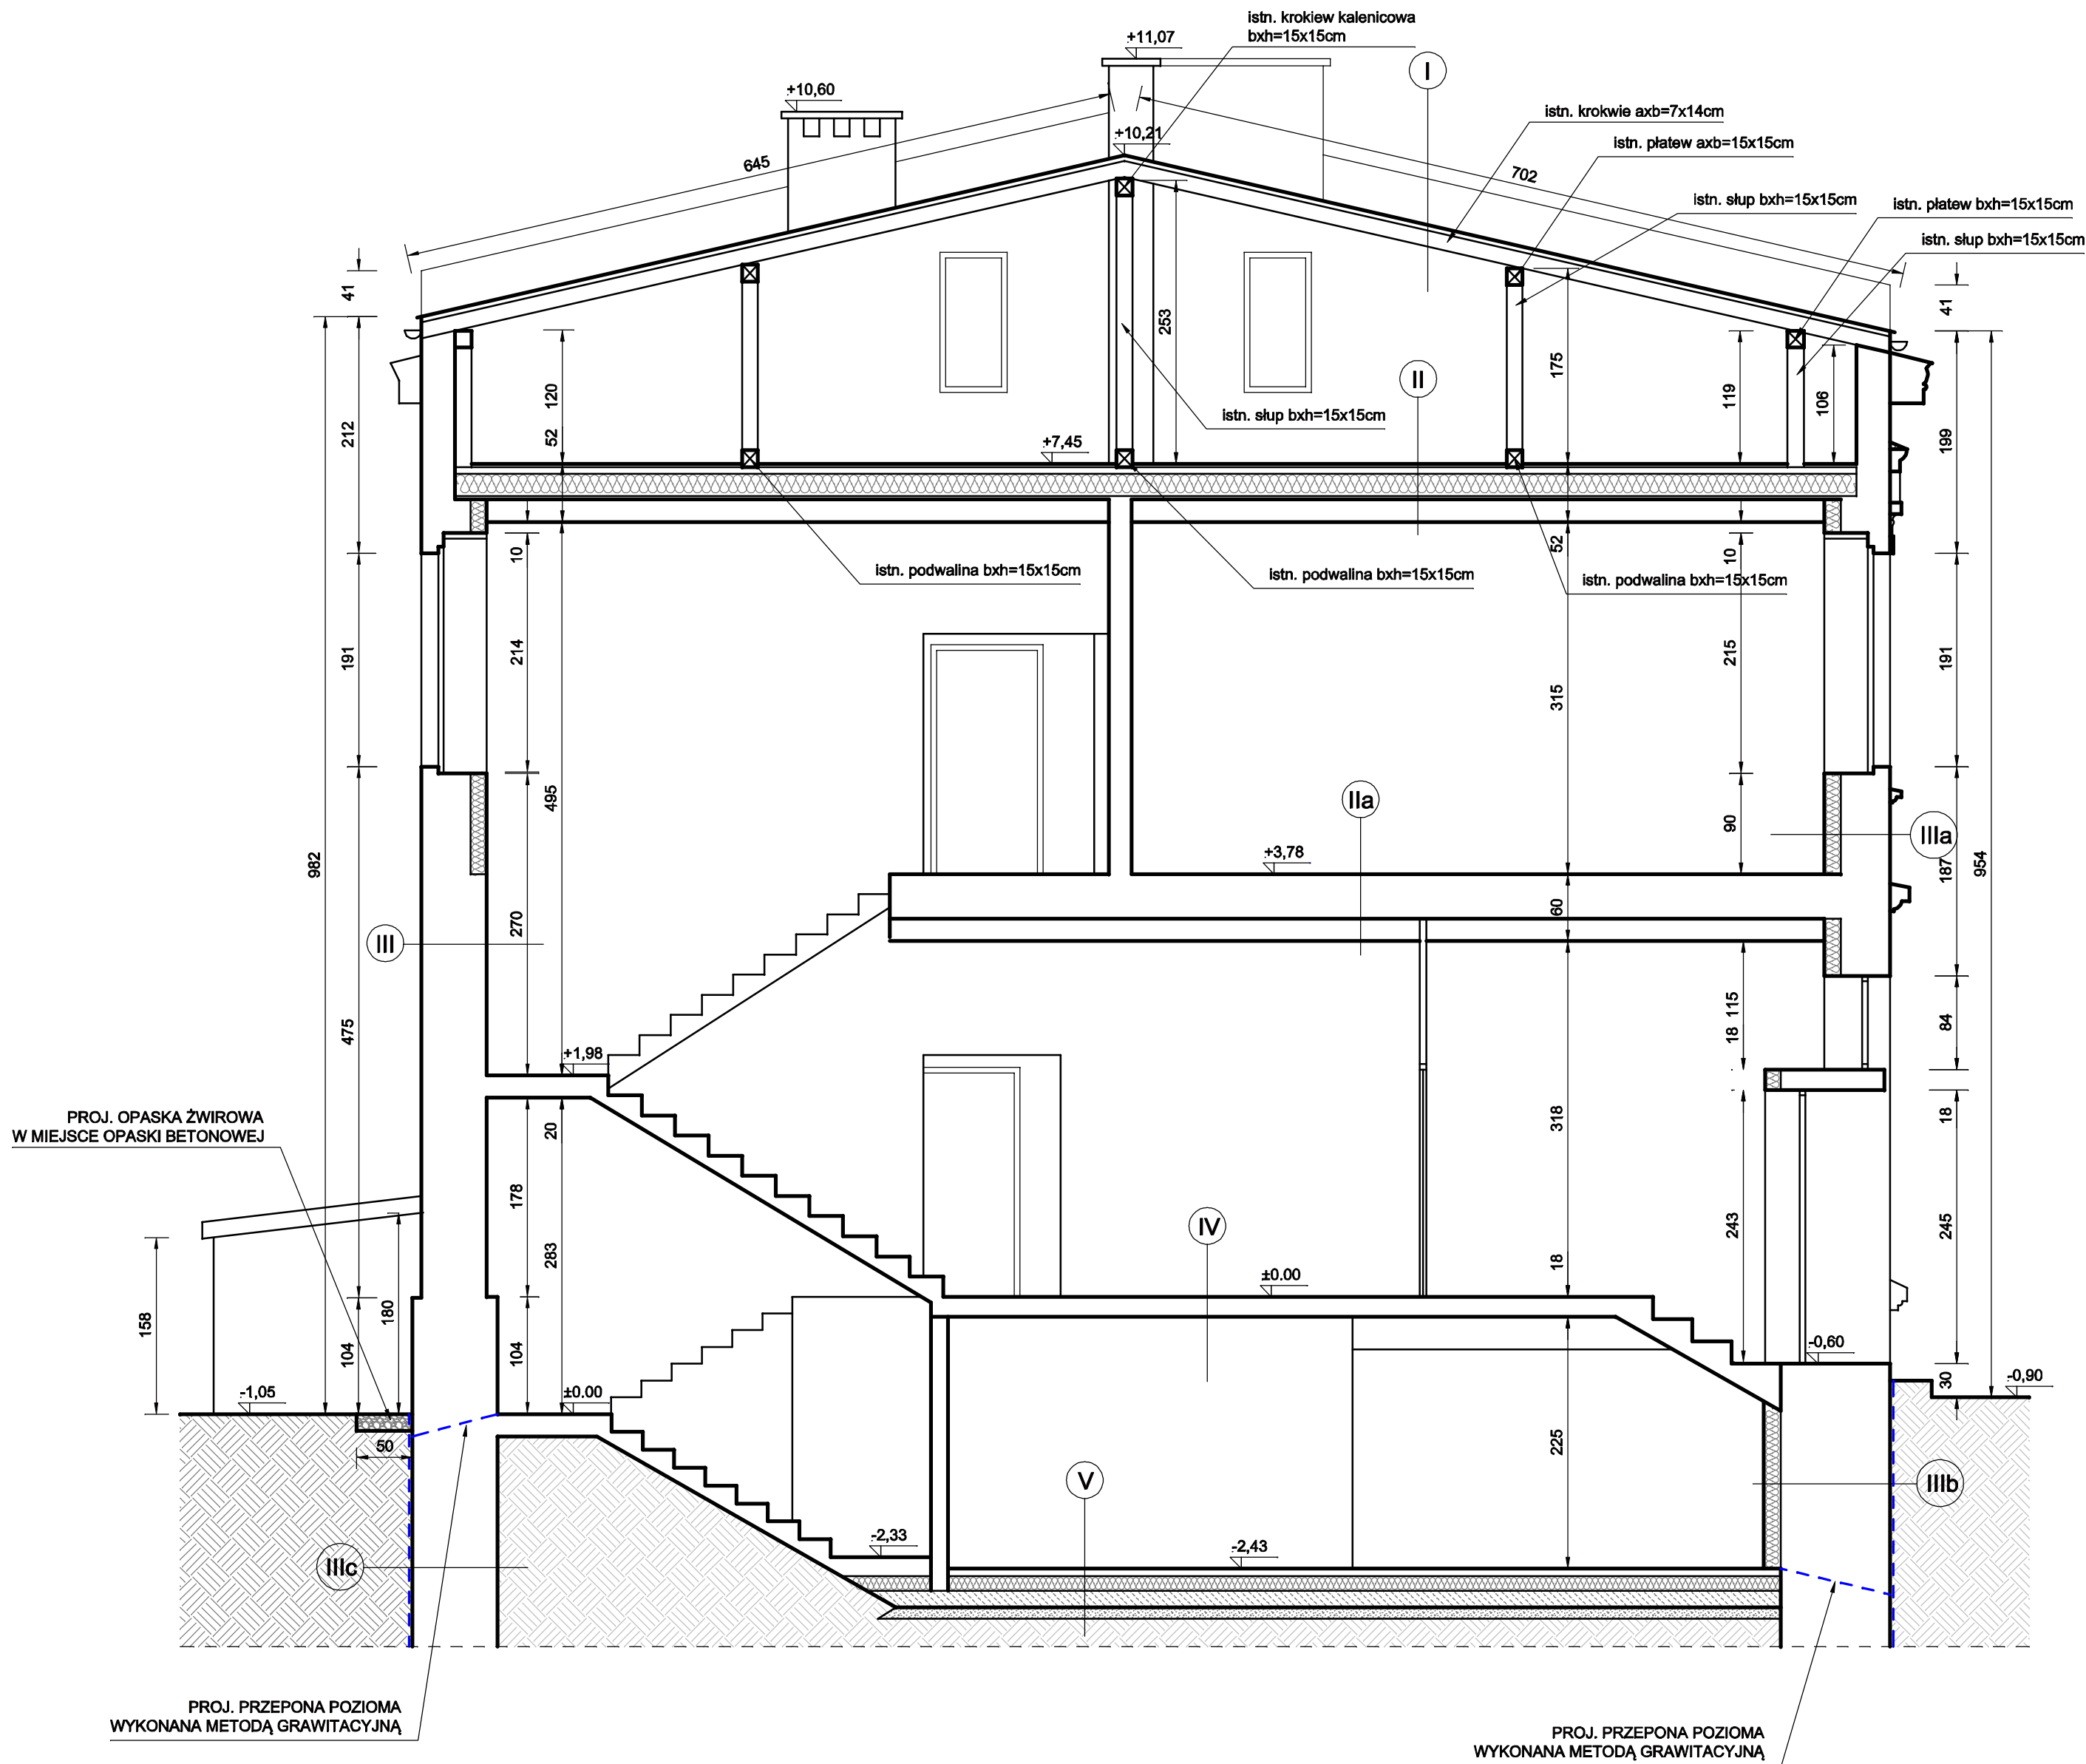 istn. krokiew kalenicowa
bxh=15x15cm
+11,07
I
+10,60
istn. krokwie axb=7x14cm
+10,21
istn. płatew axb=15x15cm
645
702
istn. słup bxh=15x15cm
istn. płatew bxh=15x15cm
istn. słup bxh=15x15cm
41
41
253
175
II
120
119
106
istn. słup bxh=15x15cm
212
52
+7,45
199
10
52
10
istn. podwalina bxh=15x15cm
istn. podwalina bxh=15x15cm
istn. podwalina bxh=15x15cm
191
214
315
215
191
495
IIa
90
IIIa
982
+3,78
187
954
60
270
III
115
475
18
84
+1,98
PROJ. OPASKA ŻWIROWA
W MIEJSCE OPASKI BETONOWEJ
20
318
18
178
IV
243
245
283
18
180
±0.00
158
104
104
-0,60
30
-0,90
-1,05
±0.00
50
225
V
IIIb
-2,33
-2,43
IIIc
PROJ. PRZEPONA POZIOMA
WYKONANA METODĄ GRAWITACYJNĄ
PROJ. PRZEPONA POZIOMA
WYKONANA METODĄ GRAWITACYJNĄ